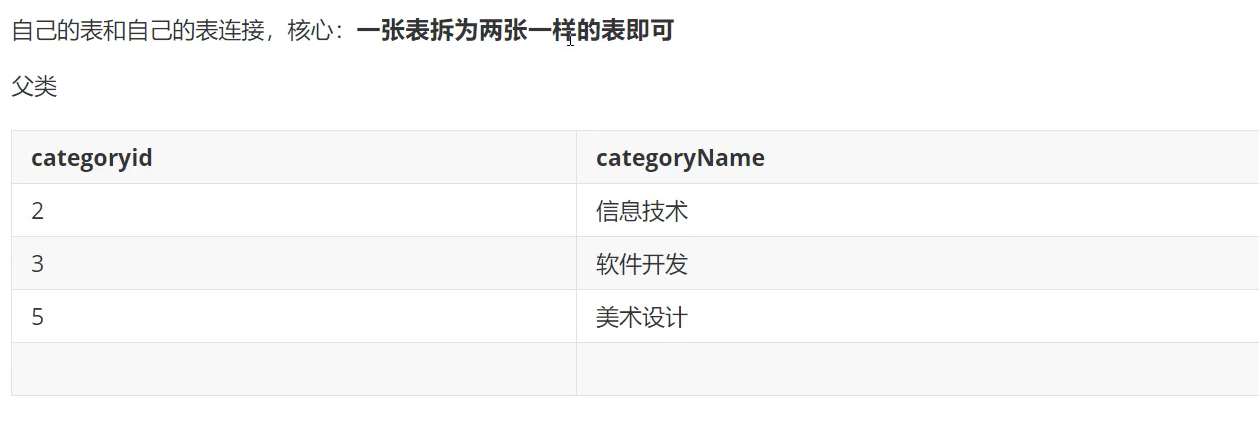 自己的表和自己的表连接，核心：一张表拆为两张一样的表即可
父类
categoryid categoryName
2 信息技术
3 软件开发
5 美术设计